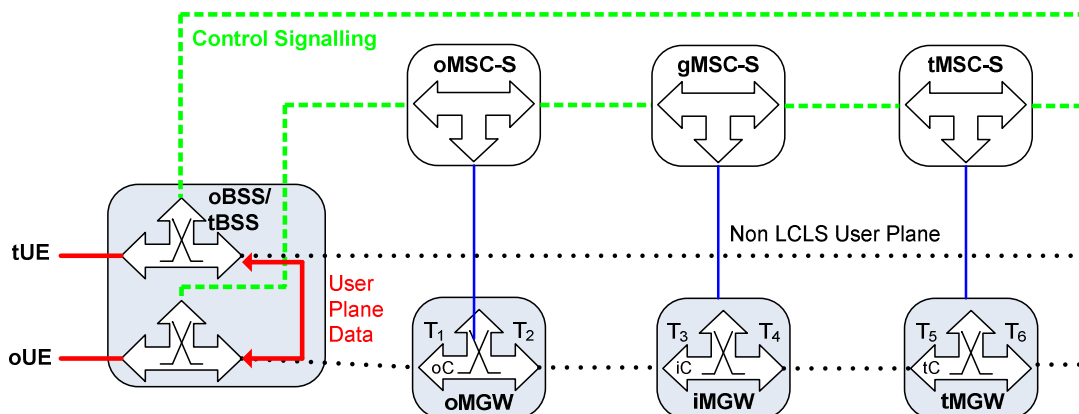 Control Signalling
oMSC-S
gMSC-S
tMSC-S
oBSS/
tBSS
Non LCLS User Plane
tUE
User
Plane
Data
T1
T2
T3
T4
T5
T6
oUE
oC
iC
tC
oMGW
iMGW
tMGW